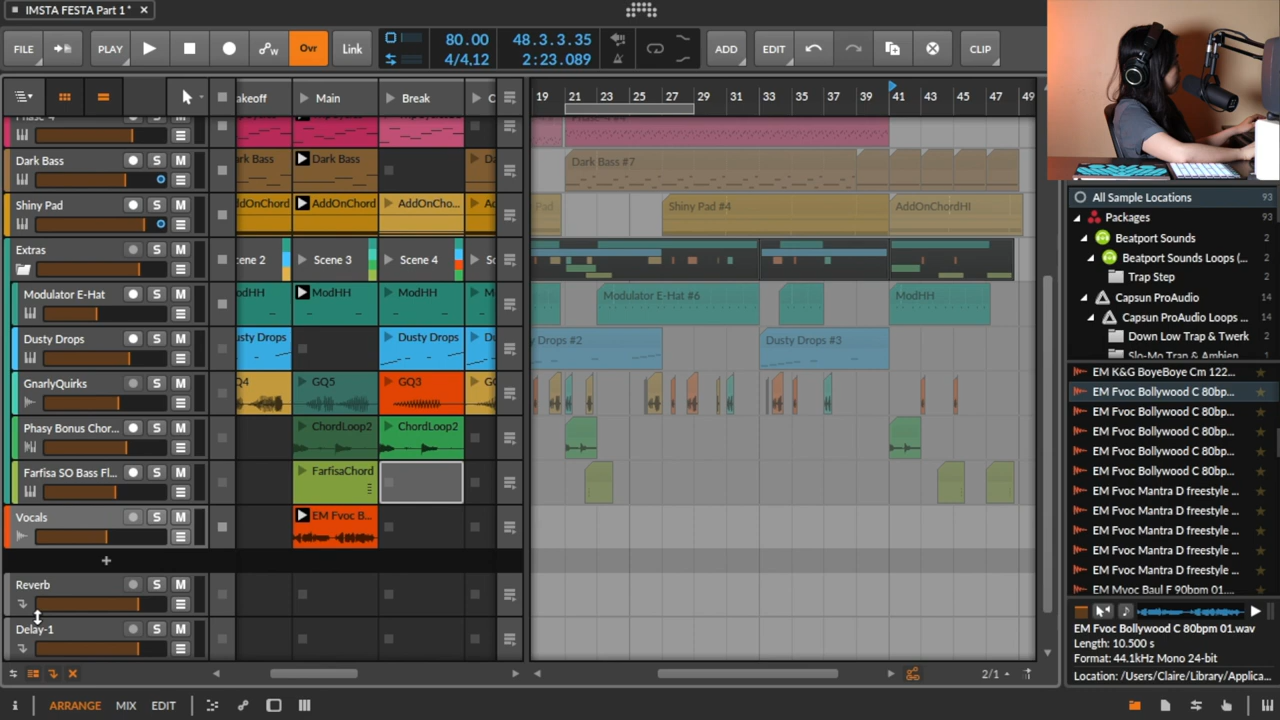 IMSTA FESTA Part 1*
FILE
PLAY
Ovr
Link
80.00
4/4,12
48.3.3.35
2:23.089
ADD
EDIT
CLIP
akeoff
Main
Break
19 21 23 25 27 29 31 33 35 37 39 41 43 45 47 49
Dark Bass S M
ark Bass
Dark Bass
Dark Bass #7
Shiny Pad S M
ddOnChord
AddOnChord
AddOnCho...
Pad
Shiny Pad #4
AddOnChordHI
Extras S M
ene 2
Scene 3
Scene 4
Modulator E-Hat S M
odHH
ModHH
ModHH
Modulator E-Hat #6
ModHH
Dusty Drops S M
usty Drops
Dusty Drops
y Drops #2
Dusty Drops #3
GnarlyQuirks S M
Q4
GQ5
GQ3
Phasy Bonus Chor... S M
ChordLoop2
ChordLoop2
Farfisa SO Bass Fl... S M
FarfisaChord
Vocals S M
EM Fvoc B...
+
Reverb S M
Delay-1 S M
2/1
ARRANGE MIX EDIT
All Sample Locations 93
Packages 93
Beatport Sounds 2
Beatport Sounds Loops (... 2
Trap Step 2
Capsun ProAudio 14
Capsun ProAudio Loops ... 14
Down Low Trap & Twerk 2
Slo-Mo Trap & Ambien
EM K&G BoyeBoye Cm 122...
EM Fvoc Bollywood C 80bp...
EM Fvoc Bollywood C 80bp...
EM Fvoc Bollywood C 80bp...
EM Fvoc Bollywood C 80bp...
EM Fvoc Bollywood C 80bp...
EM Fvoc Mantra D freestyle ...
EM Fvoc Mantra D freestyle ...
EM Fvoc Mantra D freestyle ...
EM Fvoc Mantra D freestyle ...
EM Fvoc Mantra D freestyle ...
EM Mvoc Baul F 90bpm 01....
EM Fvoc Bollywood C 80bpm 01.wav
Length: 10.500 s
Format: 44.1kHz Mono 24-bit
Location: /Users/Claire/Library/Applica...